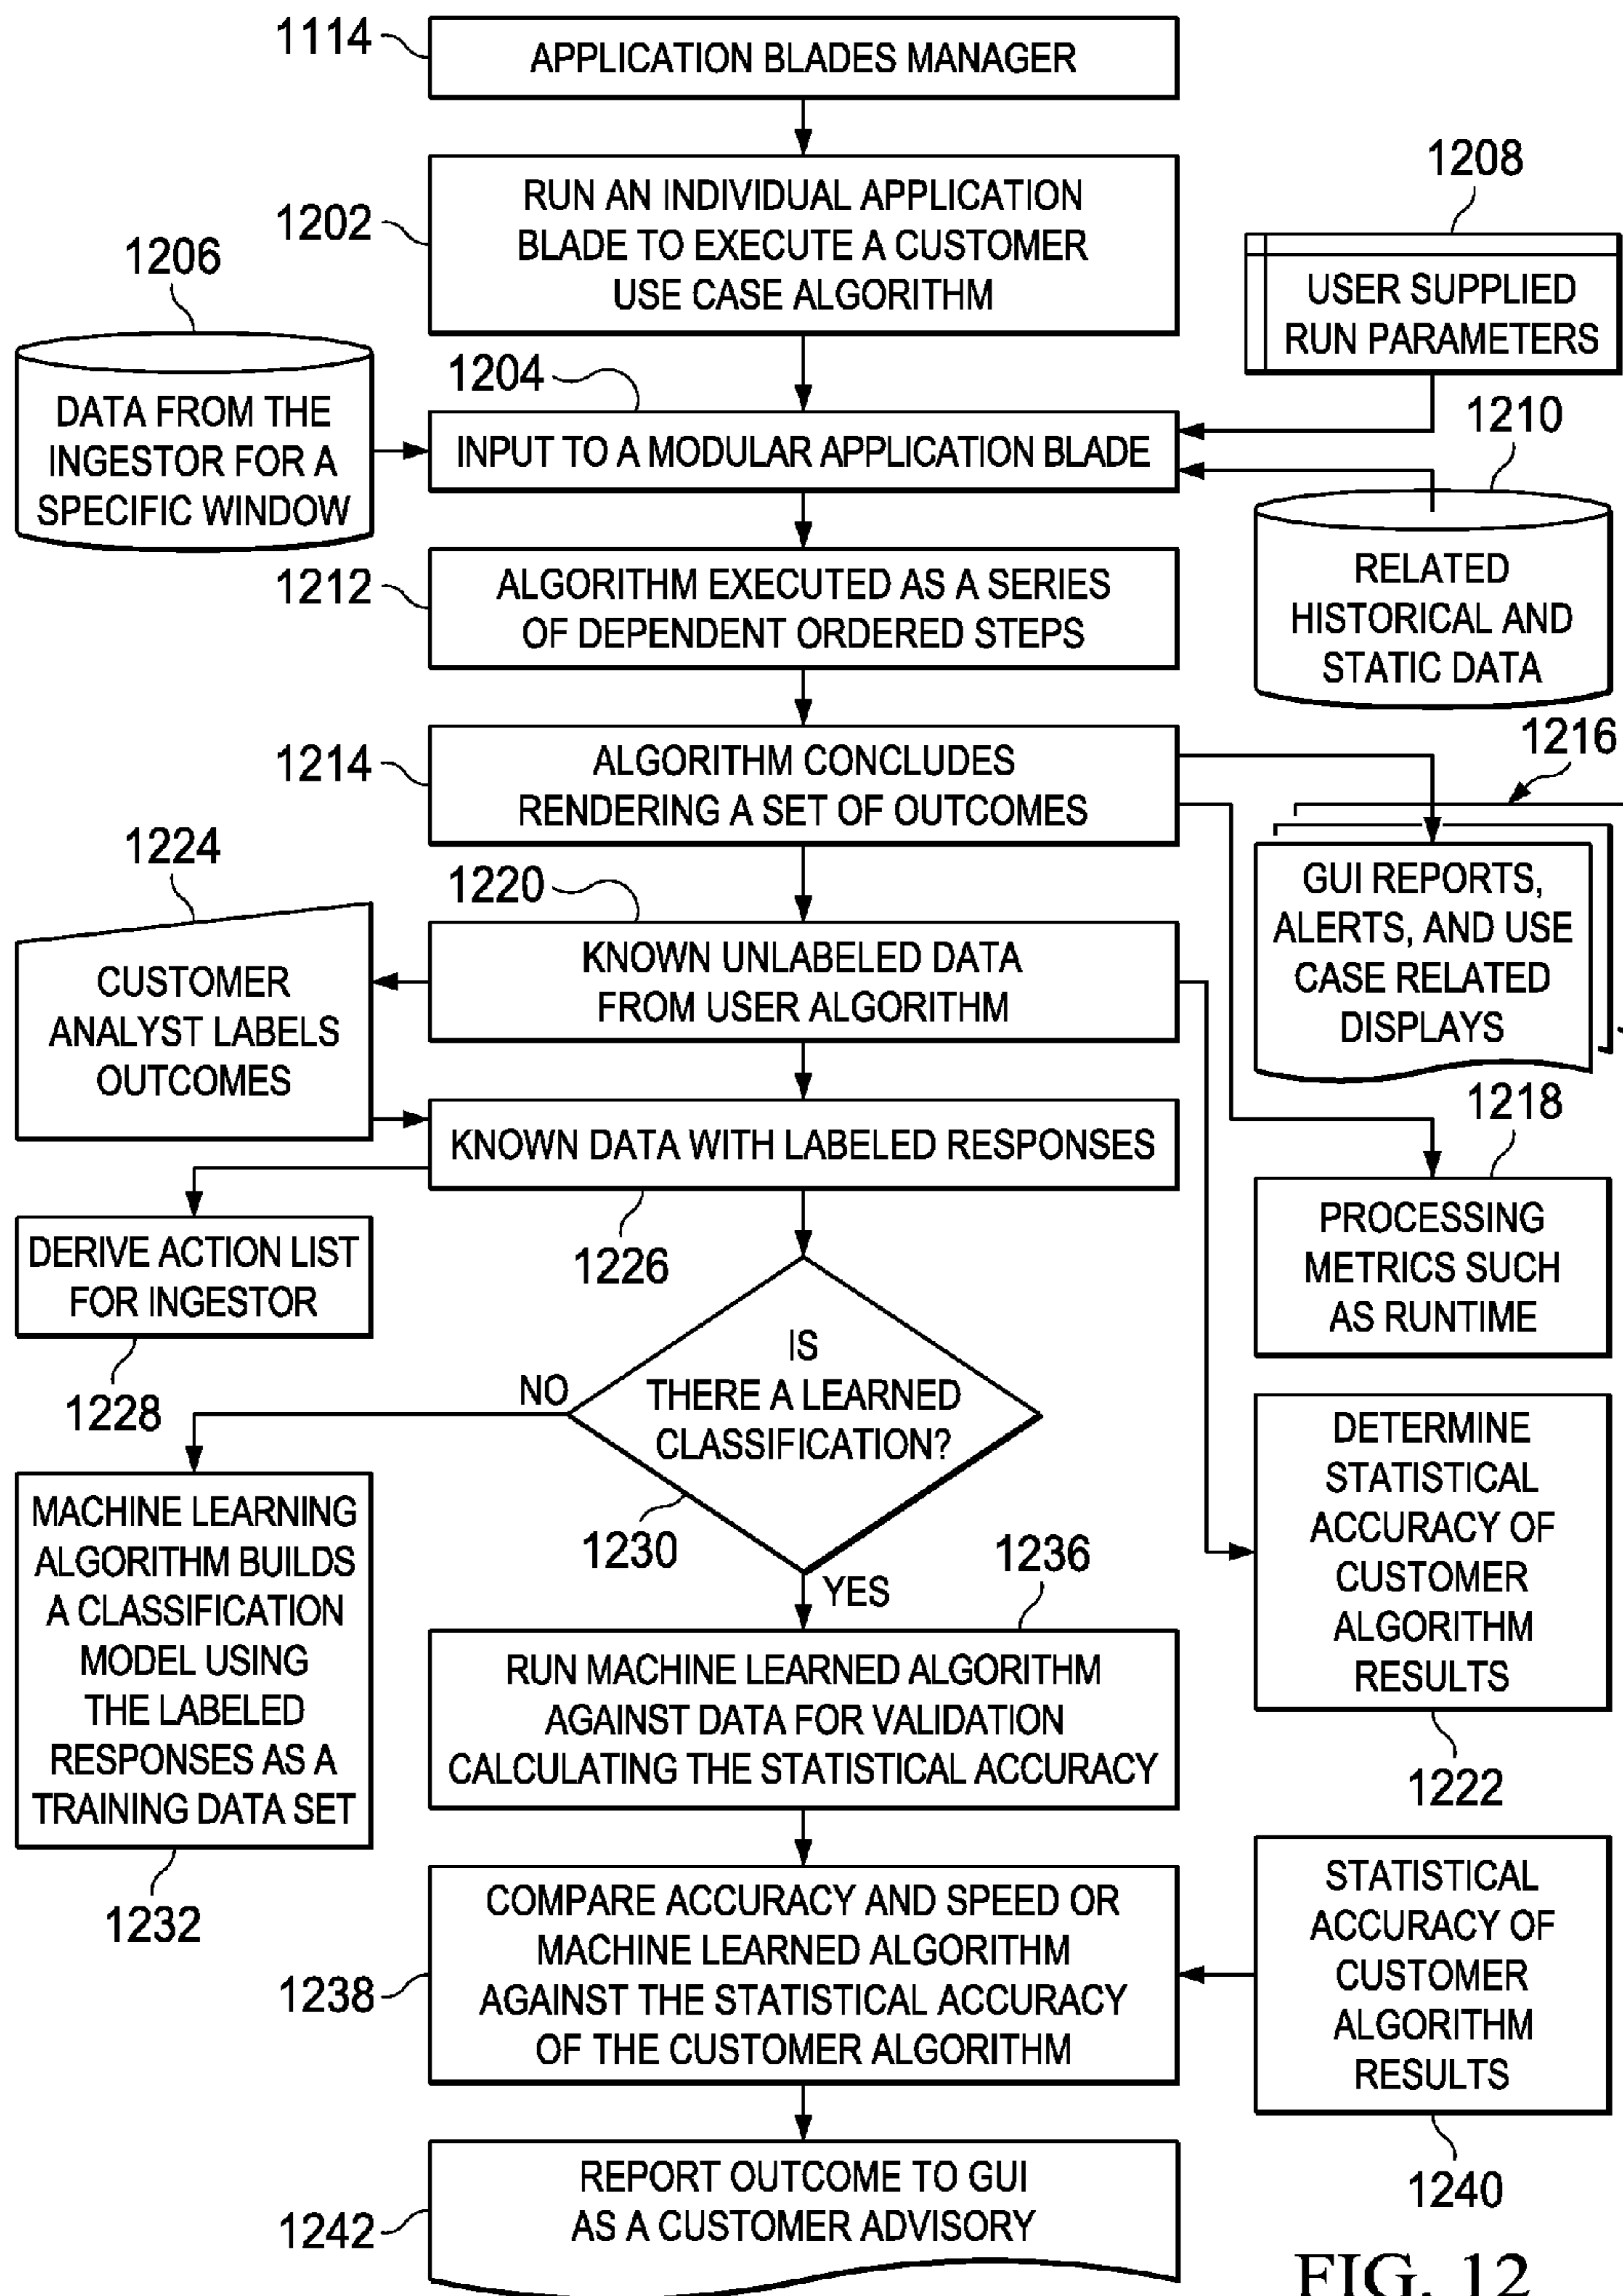 1114
APPLICATION BLADES MANAGER
1202
RUN AN INDIVIDUAL APPLICATION
BLADE TO EXECUTE A CUSTOMER
USE CASE ALGORITHM
1206
DATA FROM THE
INGESTOR FOR A
SPECIFIC WINDOW
1208
USER SUPPLIED
RUN PARAMETERS
1204
INPUT TO A MODULAR APPLICATION BLADE
1210
RELATED
HISTORICAL AND
STATIC DATA
1212
ALGORITHM EXECUTED AS A SERIES
OF DEPENDENT ORDERED STEPS
1214
ALGORITHM CONCLUDES
RENDERING A SET OF OUTCOMES
1216
GUI REPORTS,
ALERTS, AND USE
CASE RELATED
DISPLAYS
1224
CUSTOMER
ANALYST LABELS
OUTCOMES
1220
KNOWN UNLABELED DATA
FROM USER ALGORITHM
1218
PROCESSING
METRICS SUCH
AS RUNTIME
KNOWN DATA WITH LABELED RESPONSES
1226
DERIVE ACTION LIST
FOR INGESTOR
1228
IS
THERE A LEARNED
CLASSIFICATION?
1230
NO
YES
DETERMINE
STATISTICAL
ACCURACY OF
CUSTOMER
ALGORITHM
RESULTS
1222
MACHINE LEARNING
ALGORITHM BUILDS
A CLASSIFICATION
MODEL USING
THE LABELED
RESPONSES AS A
TRAINING DATA SET
1232
1236
RUN MACHINE LEARNED ALGORITHM
AGAINST DATA FOR VALIDATION
CALCULATING THE STATISTICAL ACCURACY
1238
COMPARE ACCURACY AND SPEED OR
MACHINE LEARNED ALGORITHM
AGAINST THE STATISTICAL ACCURACY
OF THE CUSTOMER ALGORITHM
STATISTICAL
ACCURACY OF
CUSTOMER
ALGORITHM
RESULTS
1240
1242
REPORT OUTCOME TO GUI
AS A CUSTOMER ADVISORY
FIG. 12